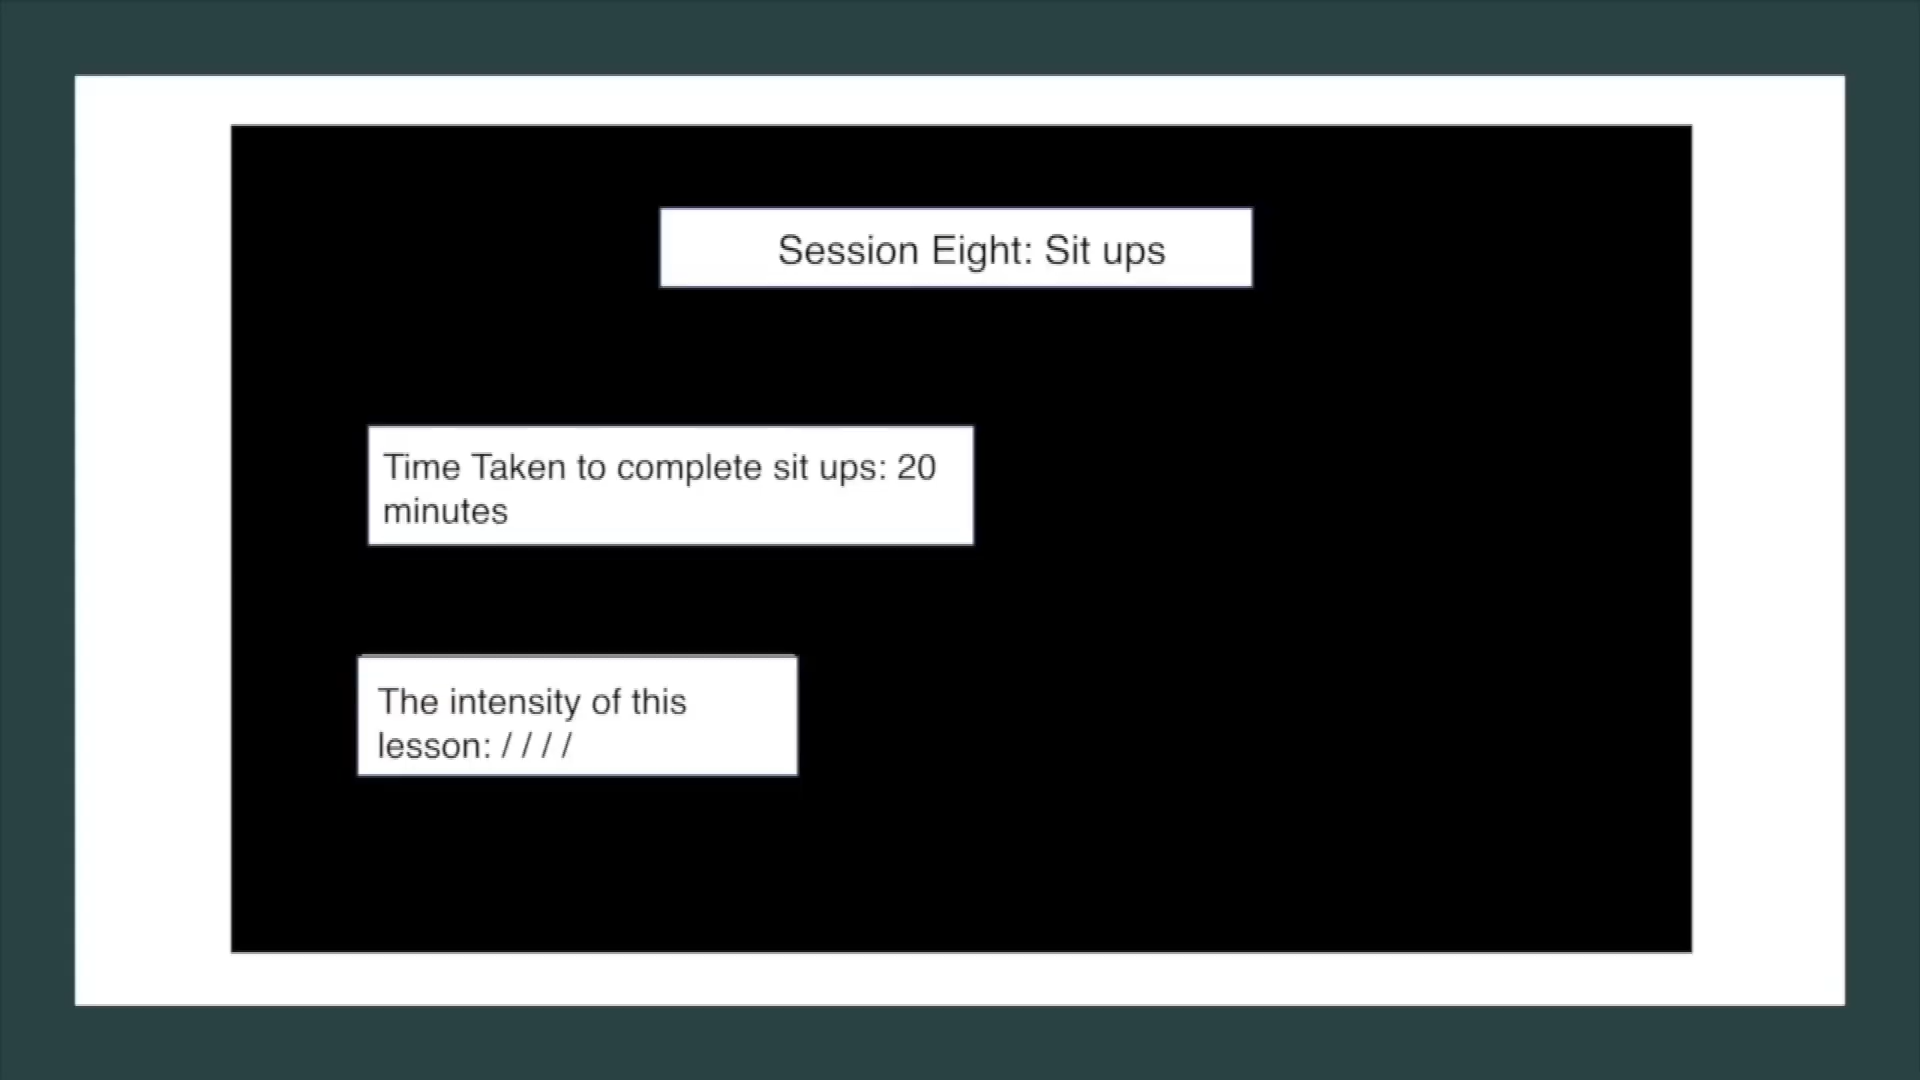 Session Eight: Sit ups
Time Taken to complete sit ups: 20
minutes
The intensity of this
lesson: / / / /